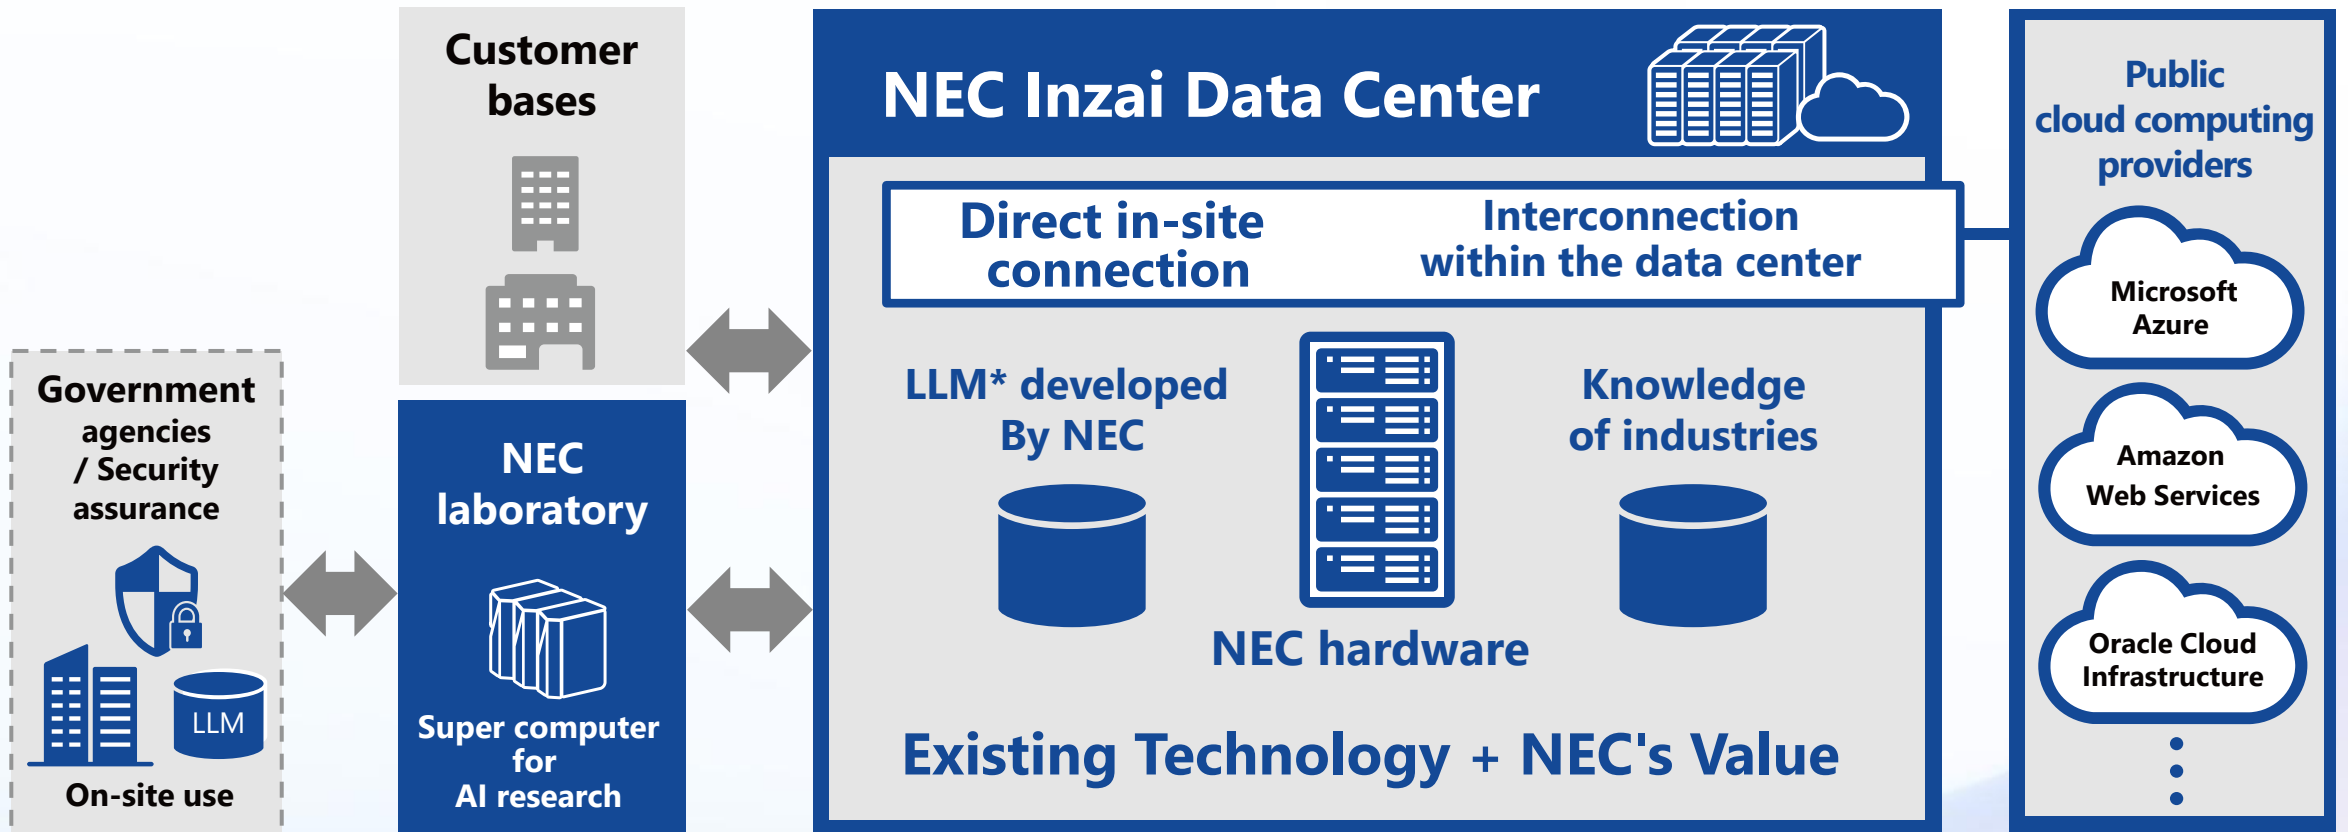 Customer
bases
Government
agencies
/ Security
assurance
LLM
On-site use
NEC
laboratory
Super computer
for
AI research
NEC Inzai Data Center
Direct in-site
connection
Interconnection
within the data center
LLM* developed
By NEC
Knowledge
of industries
NEC hardware
Existing Technology + NEC's Value
Public
cloud computing
providers
Microsoft
Azure
Amazon
Web Services
Oracle Cloud
Infrastructure